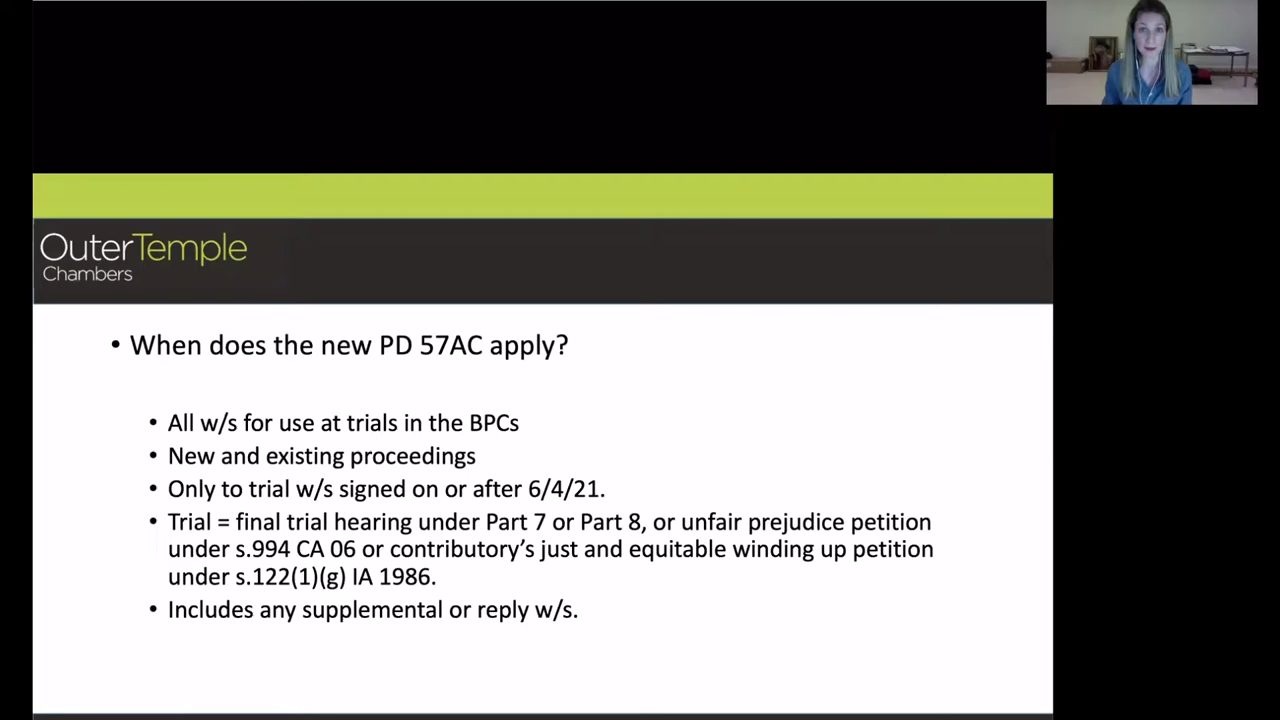 OuterTemple
Chambers
• When does the new PD 57AC apply?
• All w/s for use at trials in the BPCs
• New and existing proceedings
• Only to trial w/s signed on or after 6/4/21.
• Trial = final trial hearing under Part 7 or Part 8, or unfair prejudice petition
under s.994 CA 06 or contributory’s just and equitable winding up petition
under s.122(1)(g) IA 1986.
• Includes any supplemental or reply w/s.